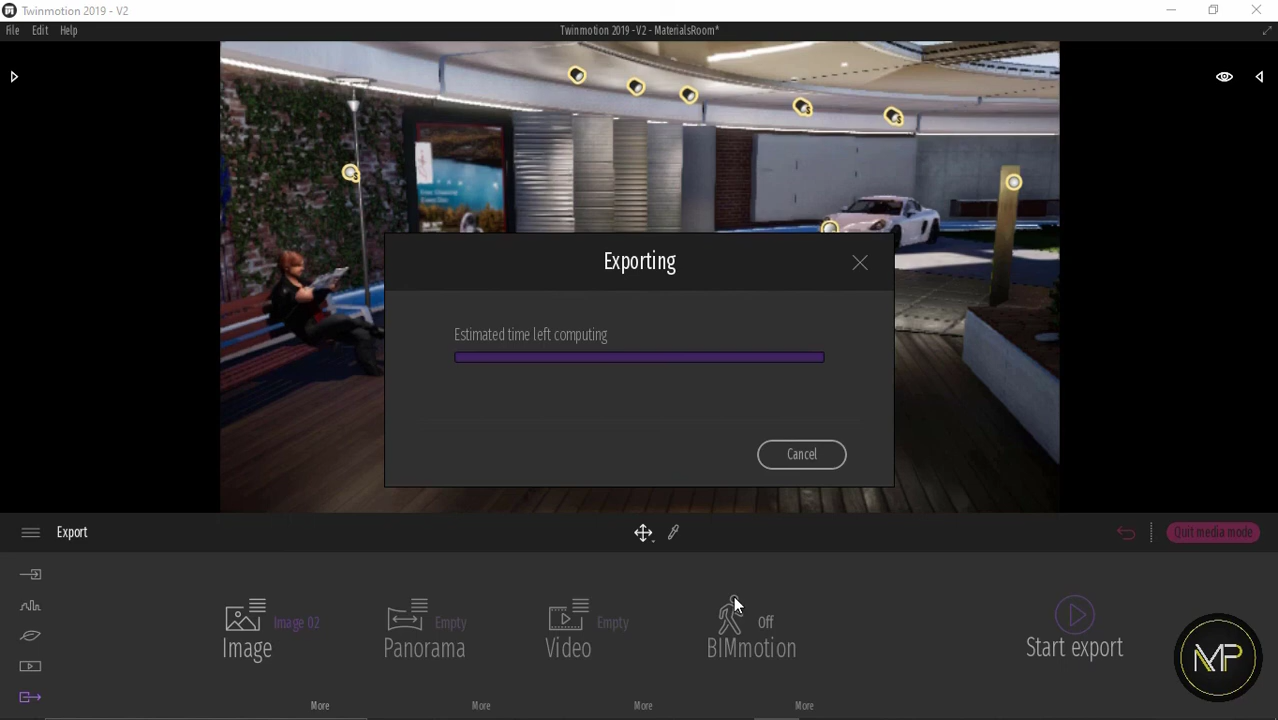 Twinmotion 2019 - V2
File Edit Help
Twinmotion 2019 -V2 - MaterialsRoom*
Exporting
Estimated time left computing
Cancel
Export
Quit media mode
Image 02
Image
Empty
Panorama
Empty
Video
Off
BIMmotion
Start export
More
More
More
More
MP